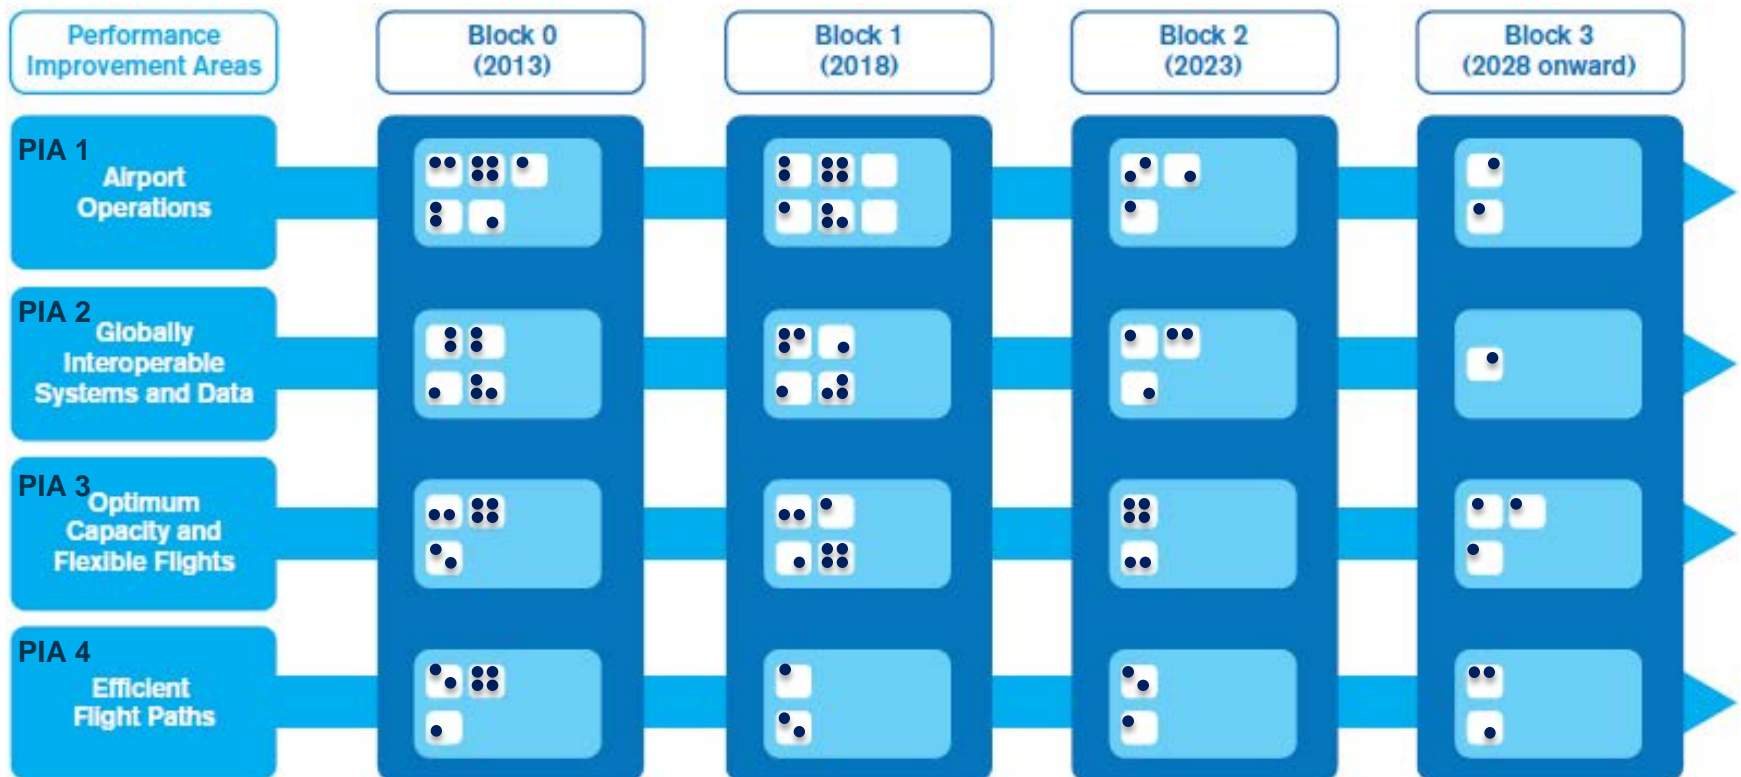 Performance
Improvement Areas
Block 0
(2013)
Block 1
(2018)
Block 2
(2023)
Block 3
(2028 onward)
PIA 1
Airport
Operations
PIA 2
Globally
Interoperable
Systems and Data
PIA 3
Optimum
Capacity and
Flexible Flights
PIA 4
Efficient
Flight Paths